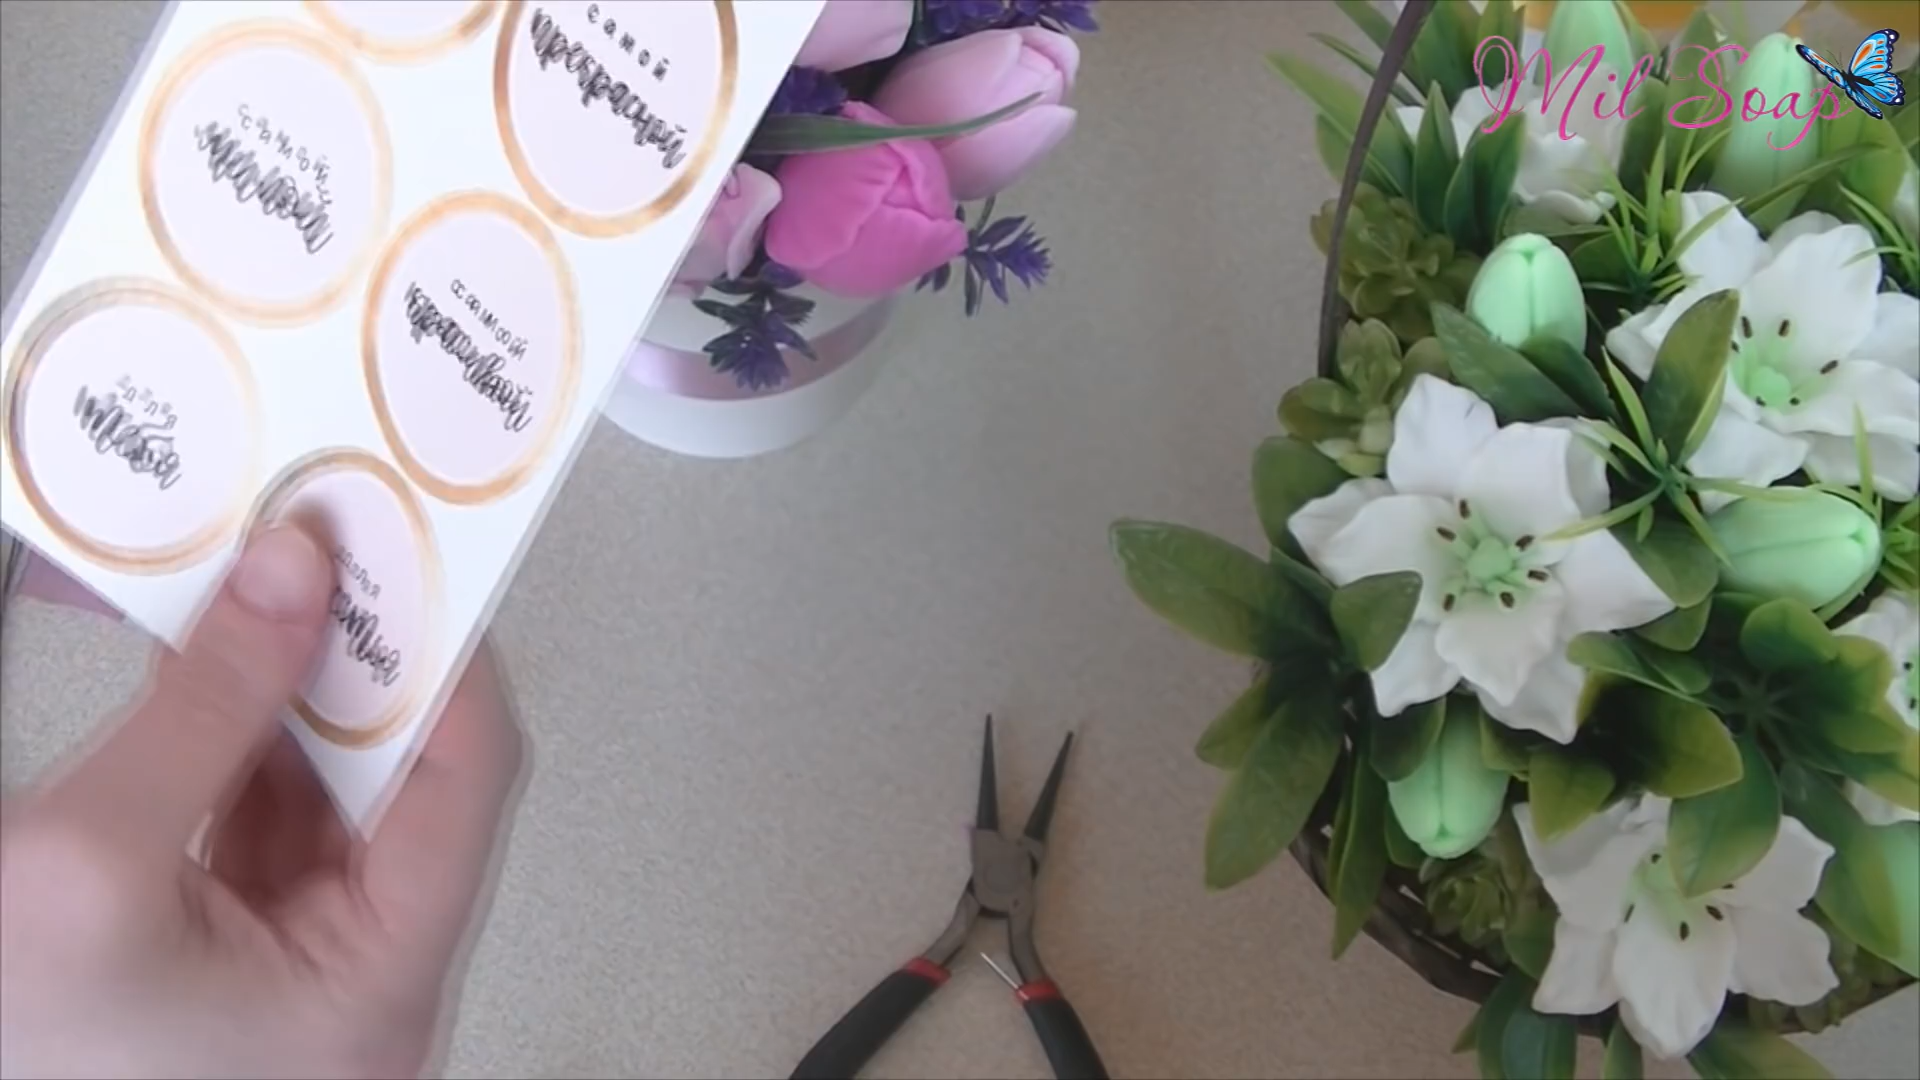 Mil Soap
самой
прекрасной
самой
милой
самой
красивой
для
тебя
для